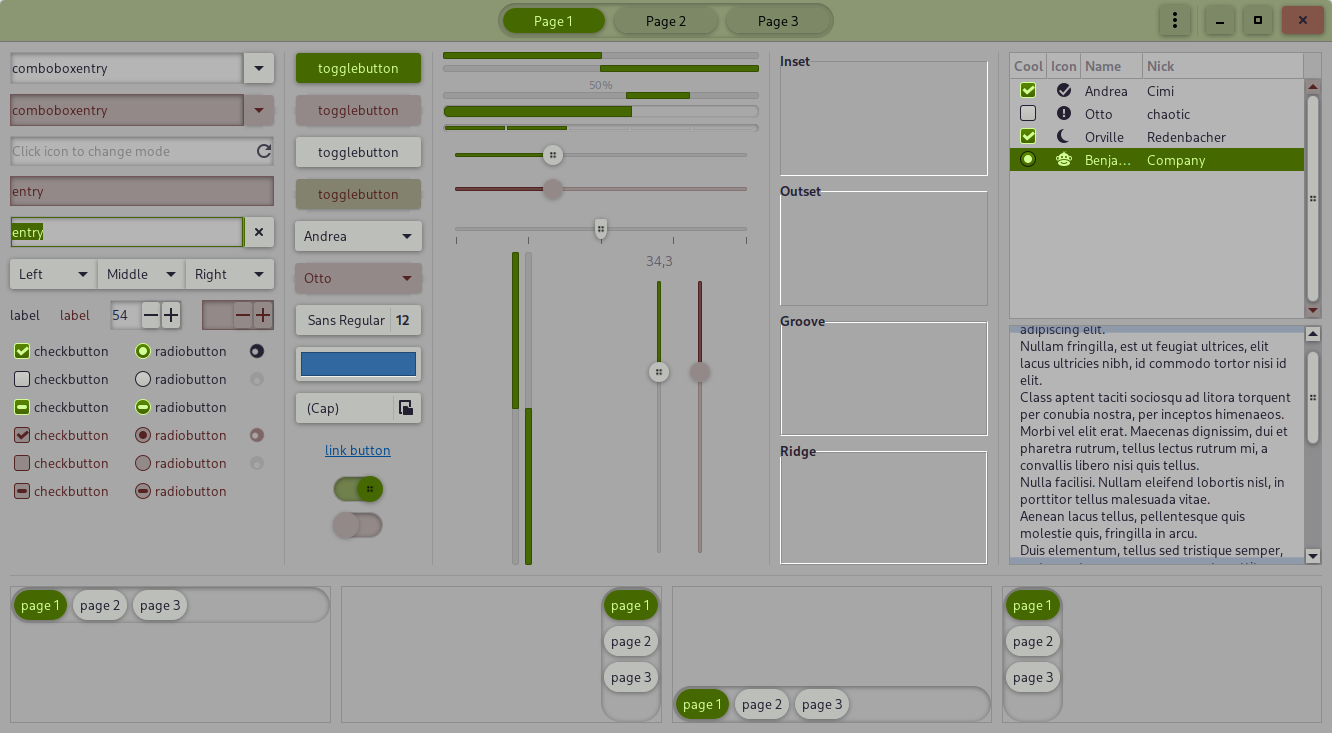 Page 1
Page 2
Page 3
comboboxentry
comboboxentry
Click icon to change mode
entry
entry
Left
Middle
Right
label
label
54
checkbutton
radiobutton
checkbutton
radiobutton
checkbutton
radiobutton
checkbutton
radiobutton
checkbutton
radiobutton
checkbutton
radiobutton
togglebutton
togglebutton
togglebutton
togglebutton
Andrea
Otto
Sans Regular 12
(Cap)
link button
50%
34,3
Inset
Outset
Groove
Ridge
Cool Icon Name Nick
Andrea Cimi
Otto chaotic
Orville Redenbacher
Benja… Company
adipiscing elit.
Nullam fringilla, est ut feugiat ultrices, elit
lacus ultricies nibh, id commodo tortor nisi id
elit.
Class aptent taciti sociosqu ad litora torquent
per conubia nostra, per inceptos himenaeos.
Morbi vel elit erat. Maecenas dignissim, dui et
pharetra rutrum, tellus lectus rutrum mi, a
convallis libero nisi quis tellus.
Nulla facilisi. Nullam eleifend lobortis nisl, in
porttitor tellus malesuada vitae.
Aenean lacus tellus, pellentesque quis
molestie quis, fringilla in arcu.
Duis elementum, tellus sed tristique semper,
page 1
page 2
page 3
page 1
page 2
page 3
page 1
page 2
page 3
page 1
page 2
page 3